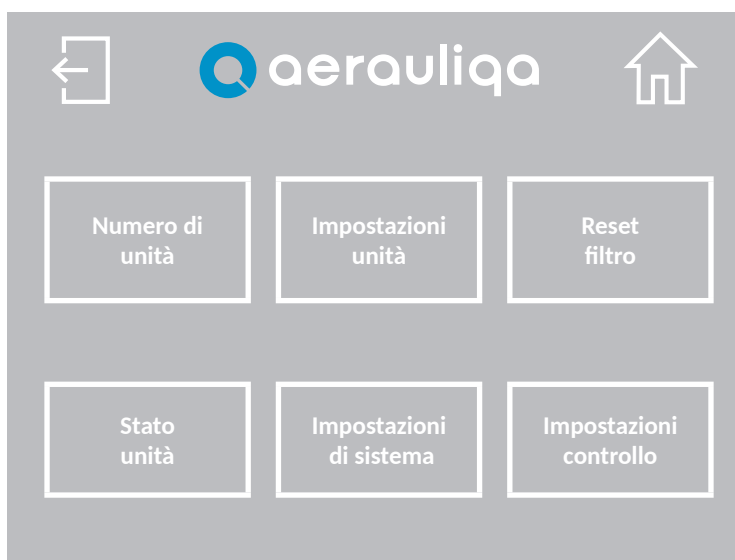 aerauliqa
Numero di
unità
Impostazioni
unità
Reset
filtro
Stato
unità
Impostazioni
di sistema
Impostazioni
controllo